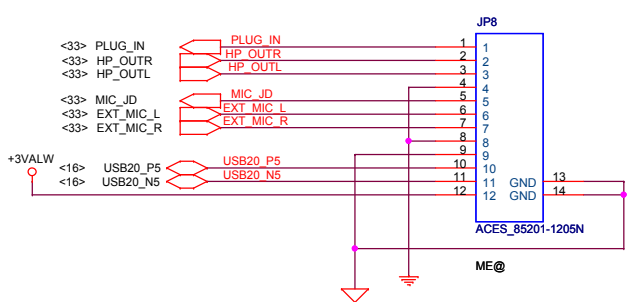 JP8
<33> PLUG_IN PLUG_IN 1 1
<33> HP_OUTR HP_OUTR 2 2
<33> HP_OUTL HP_OUTL 3 3
4 4
<33> MIC_JD MIC_JD 5 5
<33> EXT_MIC_L EXT_MIC_L 6 6
<33> EXT_MIC_R EXT_MIC_R 7 7
8 8
9 9
+3VALW
<16> USB20_P5 USB20_P5 10 10
<16> USB20_N5 USB20_N5 11 11 GND 13
12 12 GND 14
ACES_85201-1205N
ME@